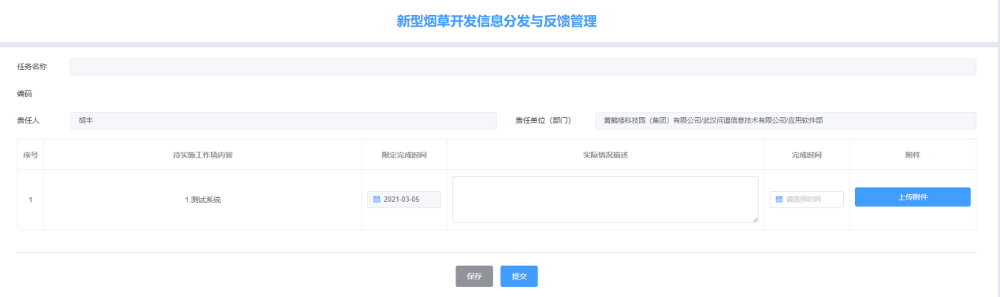 新型烟草开发信息分发与反馈管理
任务名称
编码
责任人 胡丰 责任单位（部门） 黄鹤楼科技园（集团）有限公司/武汉问道信息技术有限公司/应用软件部
序号 待实施工作项内容 限定完成时间 实际情况描述 完成时间 附件
1 1.测试系统 2021-03-05 请选择时间 上传附件
保存 提交